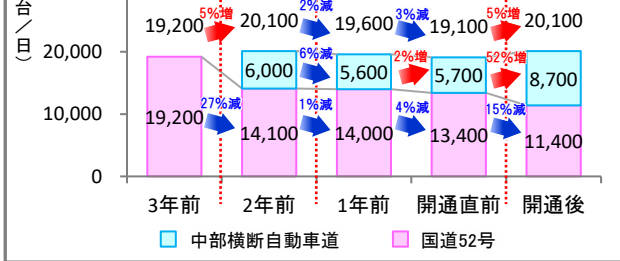 台／日）
5%増 2%減 3%減 5%増
19,200 20,100 19,600 19,100 20,100
20,000
6%減 2%増 52%増
6,000 5,600 5,700 8,700
10,000
27%減 1%減 4%減 15%減
19,200 14,100 14,000 13,400 11,400
0
3年前 2年前 1年前 開通直前 開通後
中部横断自動車道 国道52号